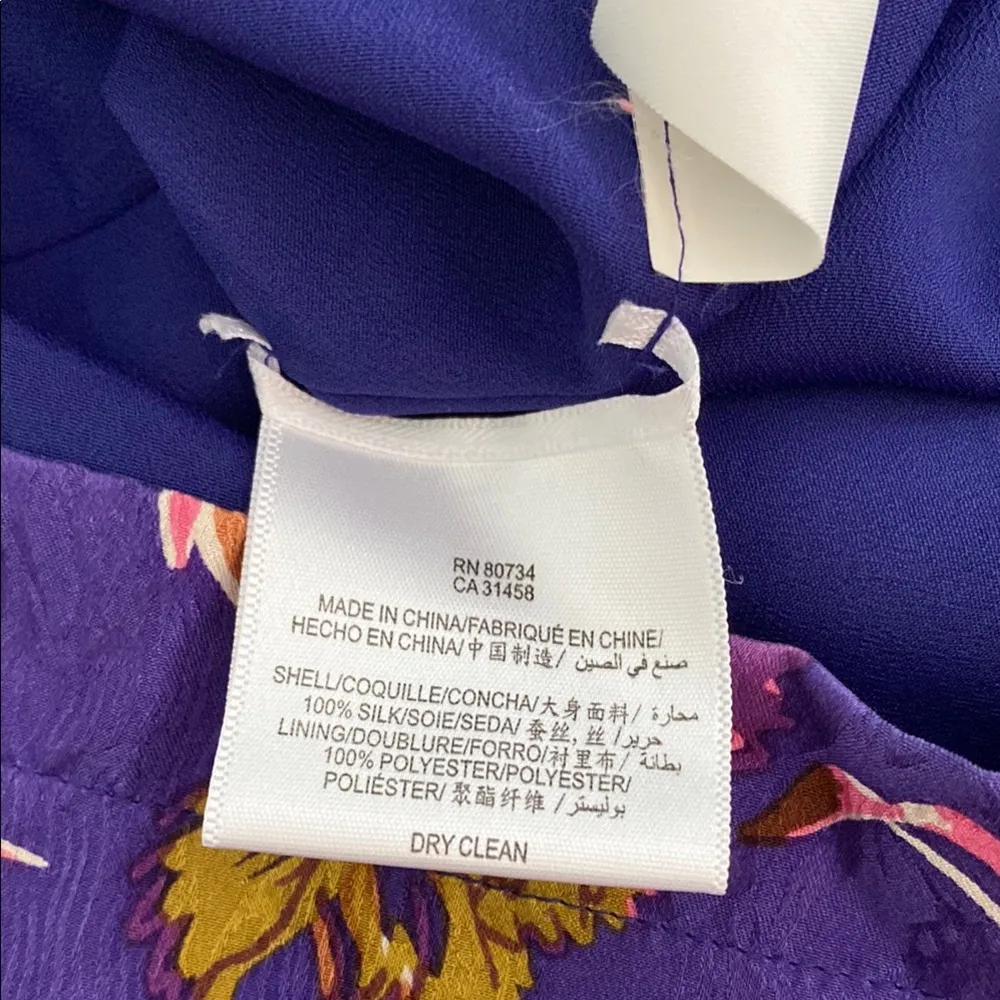 RN 80734
CA 31458
MADE IN CHINA/FABRIQUÉ EN CHINE/
HECHO EN CHINA/中国制造/ صنع في الصين
SHELL/COQUILLE/CONCHA/大身面料/ محارة
100% SILK/SOIE/SEDA/ 蚕丝, 丝 /حرير
LINING/DOUBLURE/FORRO/衬里布/ بطانة
100% POLYESTER/POLYESTER/
POLIÉSTER/ 聚酯纤维 /بوليستر
DRY CLEAN